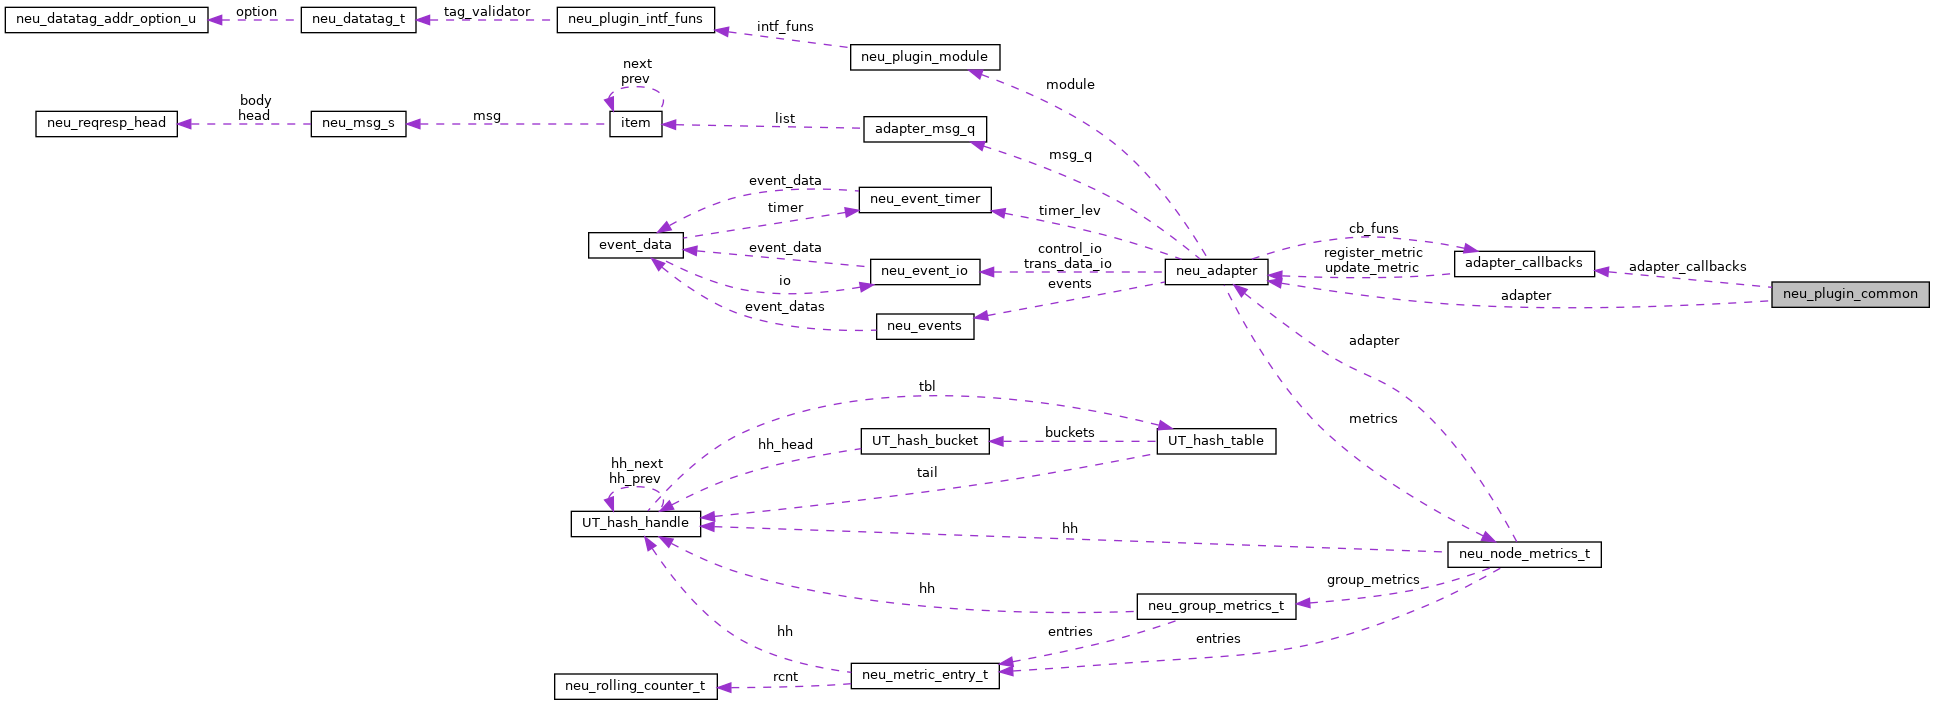 neu_datatag_addr_option_u
option
neu_datatag_t
tag_validator
neu_plugin_intf_funs
intf_funs
neu_plugin_module
module
next
prev
body
head
neu_reqresp_head
neu_msg_s
msg
item
list
adapter_msg_q
msg_q
event_data
neu_event_timer
timer
timer_lev
event_data
event_data
control_io
trans_data_io
neu_event_io
io
events
event_datas
neu_events
neu_adapter
cb_funs
register_metric
update_metric
adapter_callbacks
adapter_callbacks
adapter
neu_plugin_common
adapter
metrics
tbl
hh_head
UT_hash_bucket
buckets
UT_hash_table
hh_next
hh_prev
tail
UT_hash_handle
hh
neu_node_metrics_t
group_metrics
hh
neu_group_metrics_t
entries
entries
hh
neu_metric_entry_t
rcnt
neu_rolling_counter_t